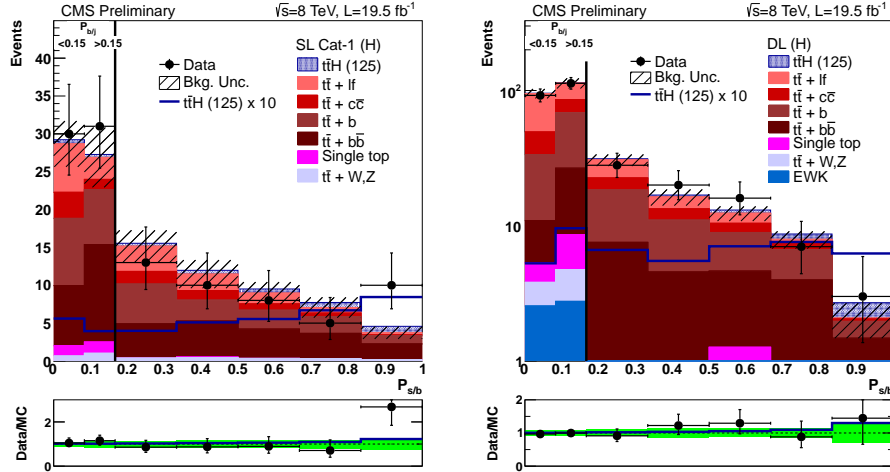 CMS Preliminary
√s=8 TeV, L=19.5 fb⁻¹
P_b/j
<0.15 >0.15
SL Cat-1 (H)
Data
Bkg. Unc.
tt̄H (125) x 10
tt̄H (125)
tt̄ + lf
tt̄ + cc̄
tt̄ + b
tt̄ + bb̄
Single top
tt̄ + W,Z
Events
40
35
30
25
20
15
10
5
0
0 0.1 0.2 0.3 0.4 0.5 0.6 0.7 0.8 0.9 1
P_s/b
Data/MC
2
0
CMS Preliminary
√s=8 TeV, L=19.5 fb⁻¹
P_b/j
<0.15 >0.15
DL (H)
Data
Bkg. Unc.
tt̄H (125) x 10
tt̄H (125)
tt̄ + lf
tt̄ + cc̄
tt̄ + b
tt̄ + bb̄
Single top
tt̄ + W,Z
EWK
Events
10²
10
1
0 0.1 0.2 0.3 0.4 0.5 0.6 0.7 0.8 0.9
P_s/b
Data/MC
2
1.5
1
0.5
0